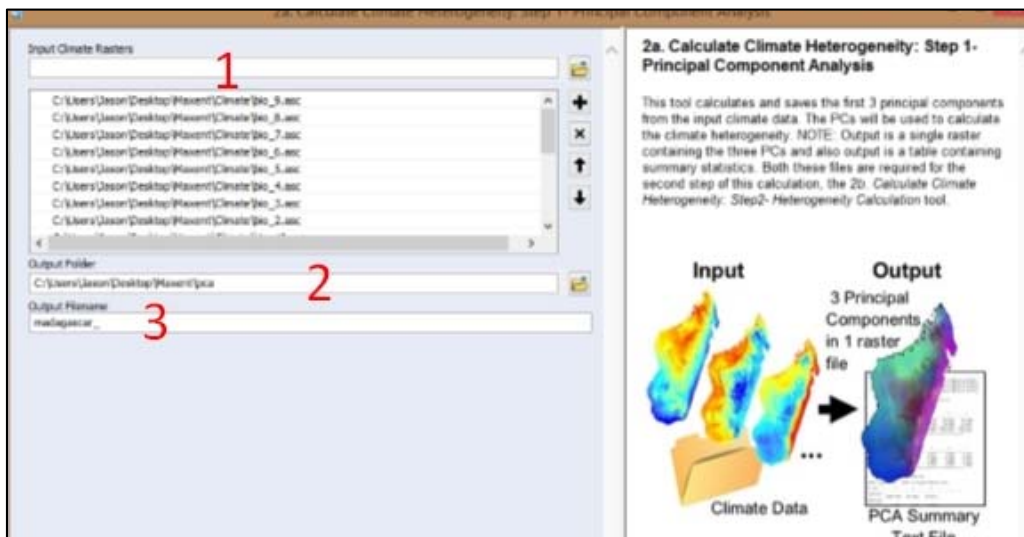 2a. Calculate Climate Heterogeneity: Step 1- Principal Component Analysis
Input Climate Rasters
1
C:\Users\Jason\Desktop\Maxent\Climate\bio_9.asc
C:\Users\Jason\Desktop\Maxent\Climate\bio_8.asc
C:\Users\Jason\Desktop\Maxent\Climate\bio_7.asc
C:\Users\Jason\Desktop\Maxent\Climate\bio_6.asc
C:\Users\Jason\Desktop\Maxent\Climate\bio_5.asc
C:\Users\Jason\Desktop\Maxent\Climate\bio_4.asc
C:\Users\Jason\Desktop\Maxent\Climate\bio_3.asc
C:\Users\Jason\Desktop\Maxent\Climate\bio_2.asc
Output Folder
2
C:\Users\Jason\Desktop\Maxent\pca
Output Filename
3
madagascar_
2a. Calculate Climate Heterogeneity: Step 1-
Principal Component Analysis
This tool calculates and saves the first 3 principal components
from the input climate data. The PCs will be used to calculate
the climate heterogeneity. NOTE: Output is a single raster
containing the three PCs and also output is a table containing
summary statistics. Both these files are required for the
second step of this calculation, the 2b. Calculate Climate
Heterogeneity: Step2- Heterogeneity Calculation tool.
Input
Output
3 Principal
Components
in 1 raster
file
...
Climate Data
PCA Summary
Text File